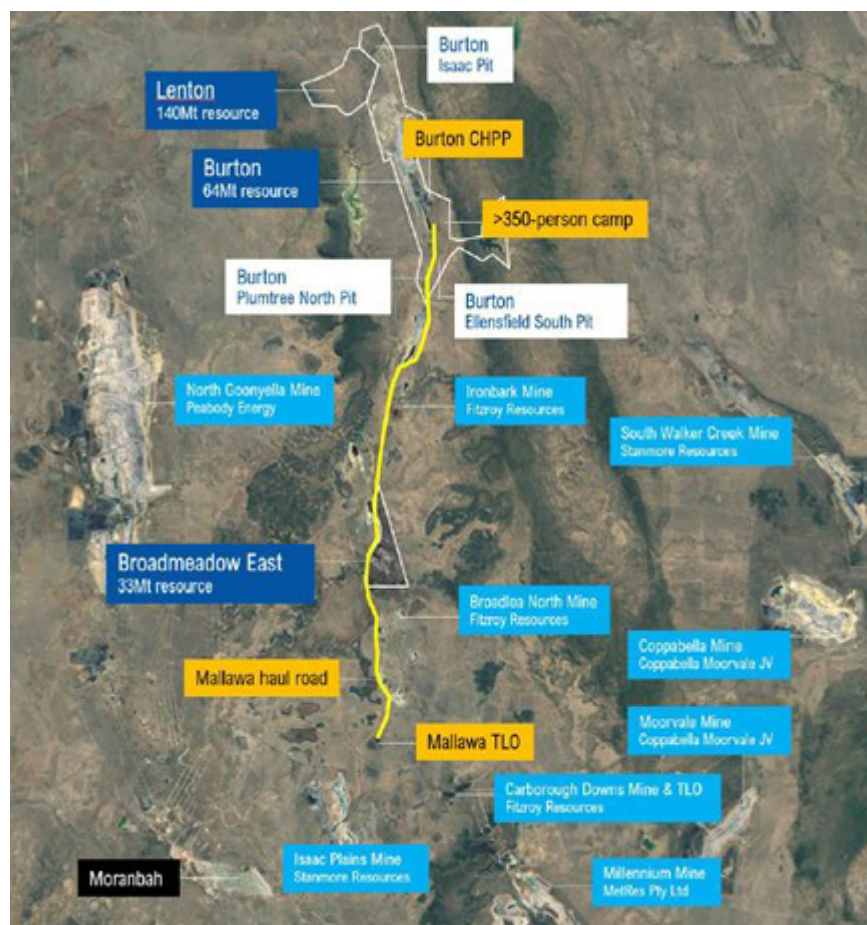 Burton
Isaac Pit
Lenton
140Mt resource
Burton CHPP
Burton
64Mt resource
>350-person camp
Burton
Plumtree North Pit
Burton
Ellensfield South Pit
North Goonyella Mine
Peabody Energy
Ironbark Mine
Fitzroy Resources
South Walker Creek Mine
Stanmore Resources
Broadmeadow East
33Mt resource
Broadlea North Mine
Fitzroy Resources
Coppabella Mine
Coppabella Moorvale JV
Mallawa haul road
Moorvale Mine
Coppabella Moorvale JV
Mallawa TLO
Carborough Downs Mine & TLO
Fitzroy Resources
Isaac Plains Mine
Stanmore Resources
Moranbah
Millennium Mine
MetRes Pty Ltd